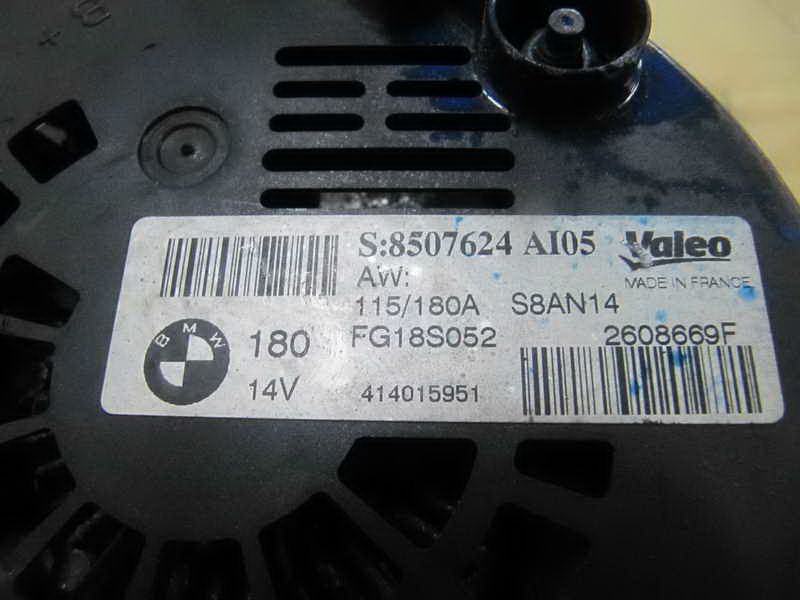 B+
S:8507624 AI05 Valeo
AW: MADE IN FRANCE
115/180A S8AN14
BMW 180 FG18S052 2608669F
14V 414015951